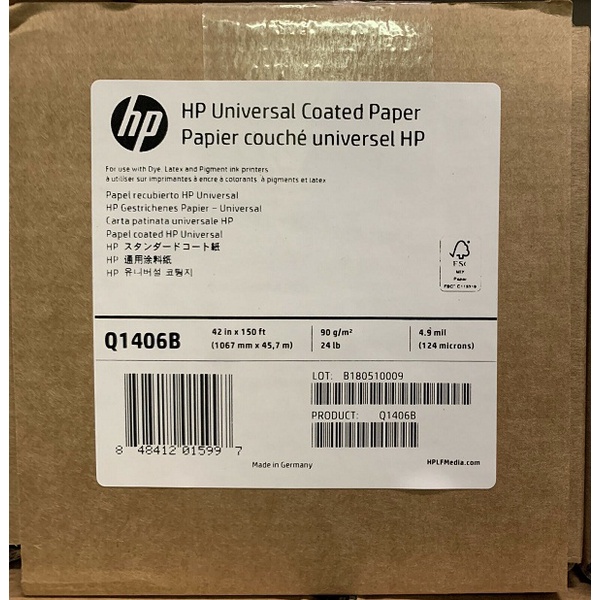 hp
HP Universal Coated Paper
Papier couché universel HP
For use with Dye, Latex and Pigment ink printers
à utiliser sur imprimantes à encre à colorants, à pigments et latex
Papel recubierto HP Universal
HP Gestrichenes Papier – Universal
Carta patinata universale HP
Papel coated HP Universal
HP スタンダードコート紙
HP 通用涂料纸
HP 유니버설 코팅지
FSC
MIX
Paper
Q1406B
42 in x 150 ft
(1067 mm x 45,7 m)
90 g/m²
24 lb
4.9 mil
(124 microns)
LOT: B180510009
PRODUCT: Q1406B
8 48412 01599 7
Made in Germany
HPLFMedia.com